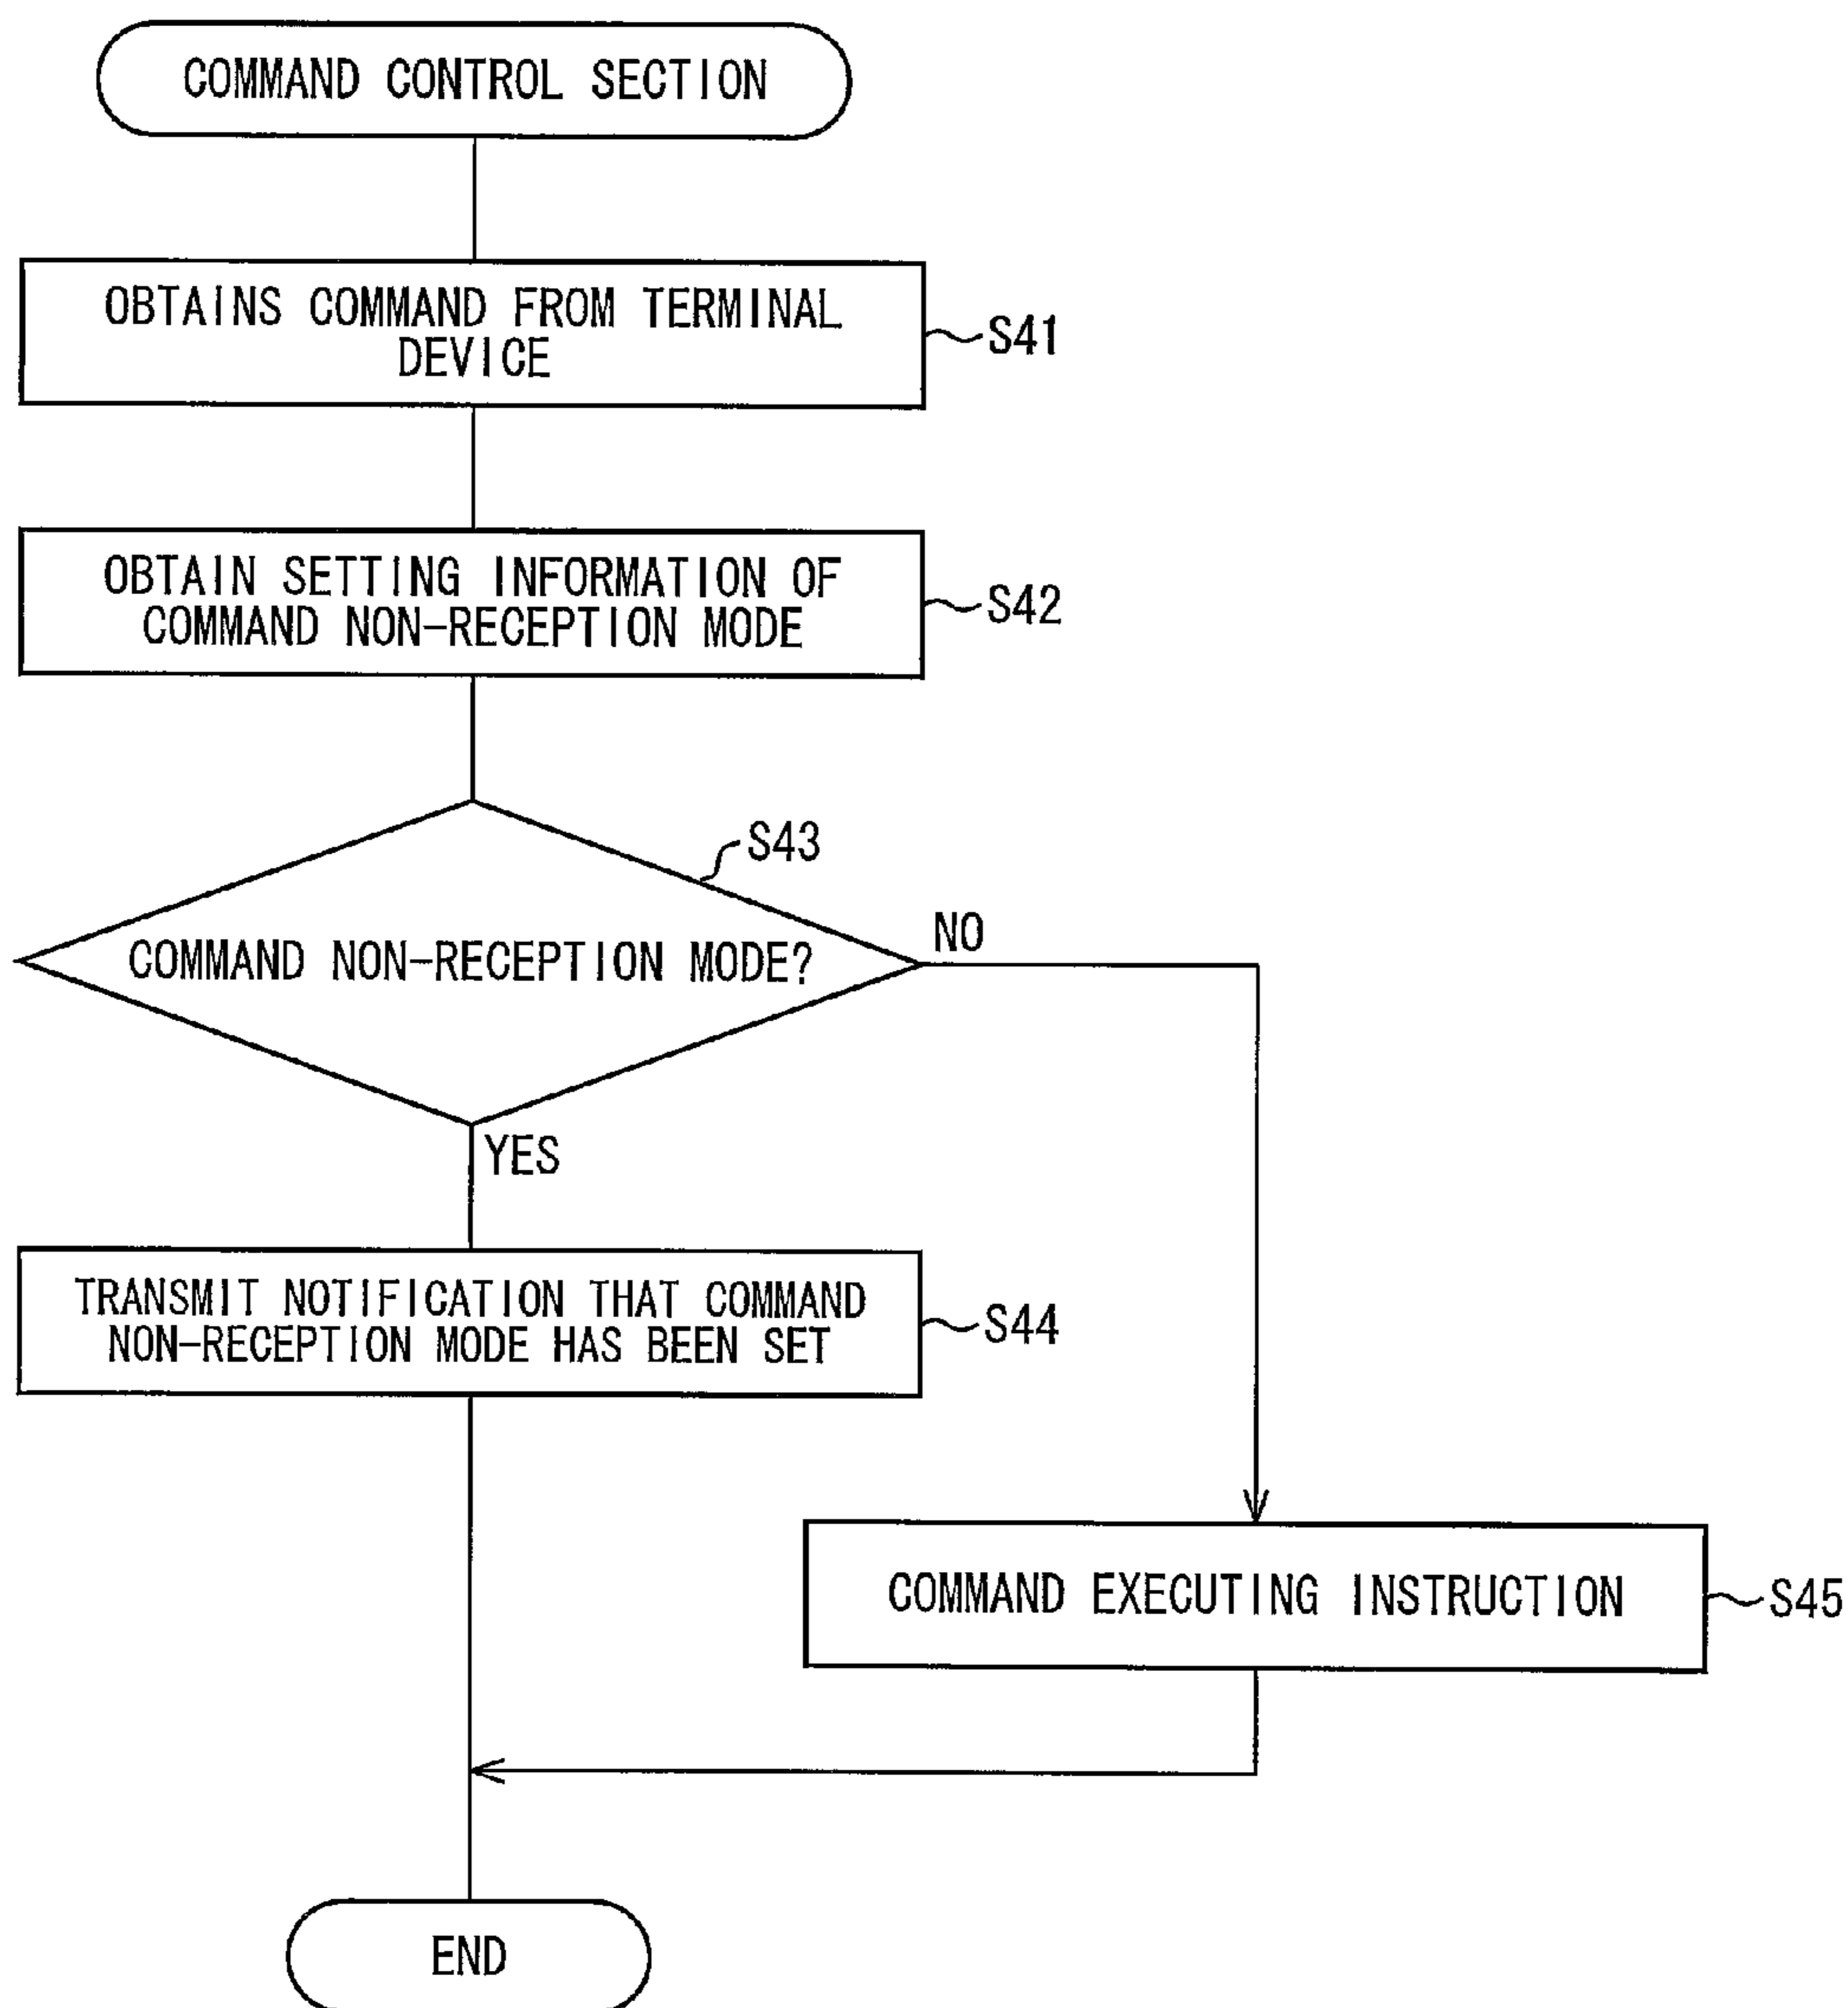 COMMAND CONTROL SECTION
OBTAINS COMMAND FROM TERMINAL
DEVICE
S41
OBTAIN SETTING INFORMATION OF
COMMAND NON-RECEPTION MODE
S42
S43
COMMAND NON-RECEPTION MODE?
NO
YES
TRANSMIT NOTIFICATION THAT COMMAND
NON-RECEPTION MODE HAS BEEN SET
S44
COMMAND EXECUTING INSTRUCTION
S45
END